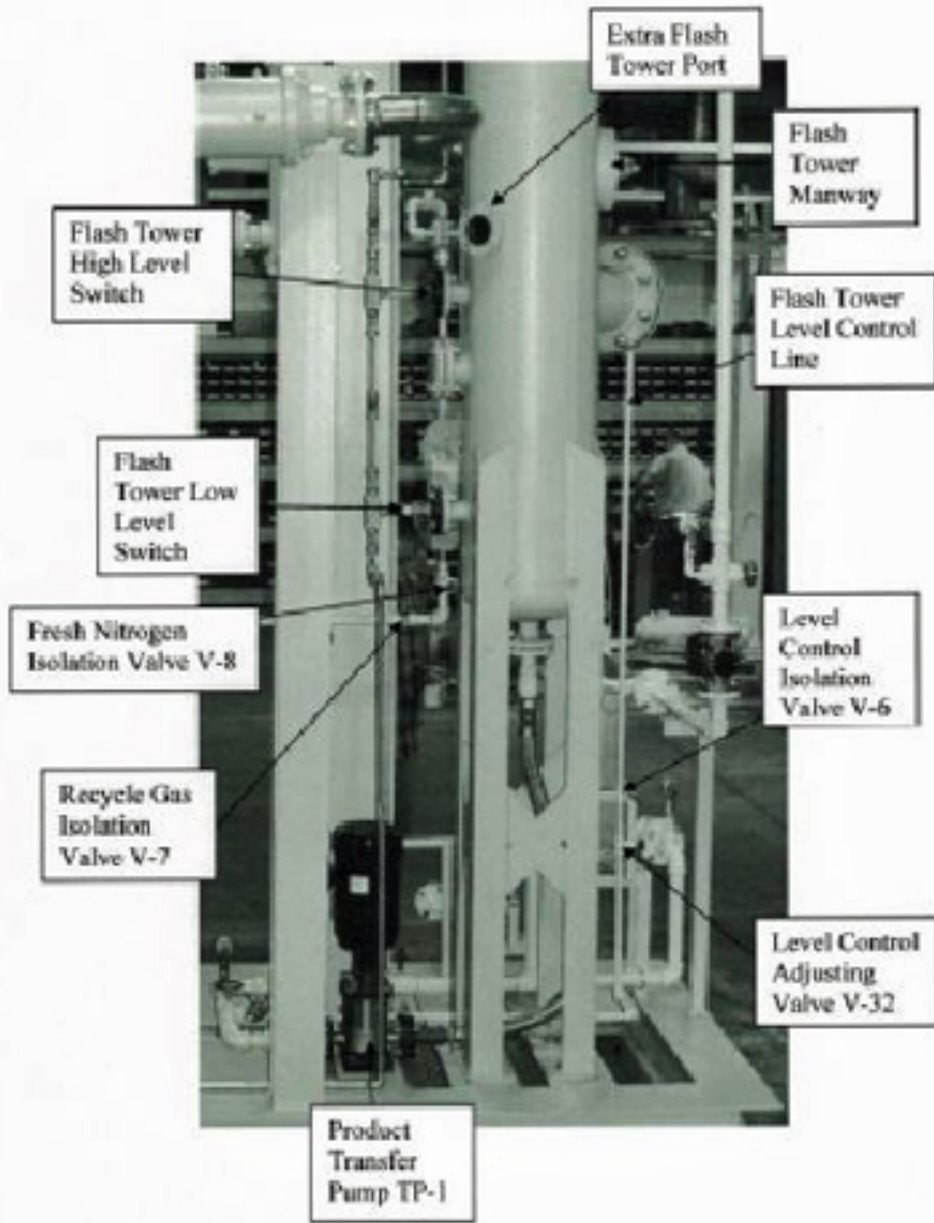 Extra Flash
Tower Port
Flash
Tower
Manway
Flash Tower
High Level
Switch
Flash Tower
Level Control
Line
Flash
Tower Low
Level
Switch
Fresh Nitrogen
Isolation Valve V-8
Level
Control
Isolation
Valve V-6
Recycle Gas
Isolation
Valve V-7
Level Control
Adjusting
Valve V-32
Product
Transfer
Pump TP-1